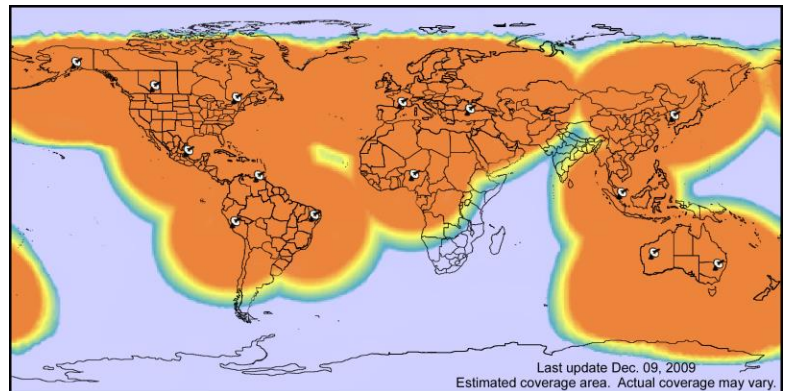 Last update Dec. 09, 2009
Estimated coverage area.  Actual coverage may vary.